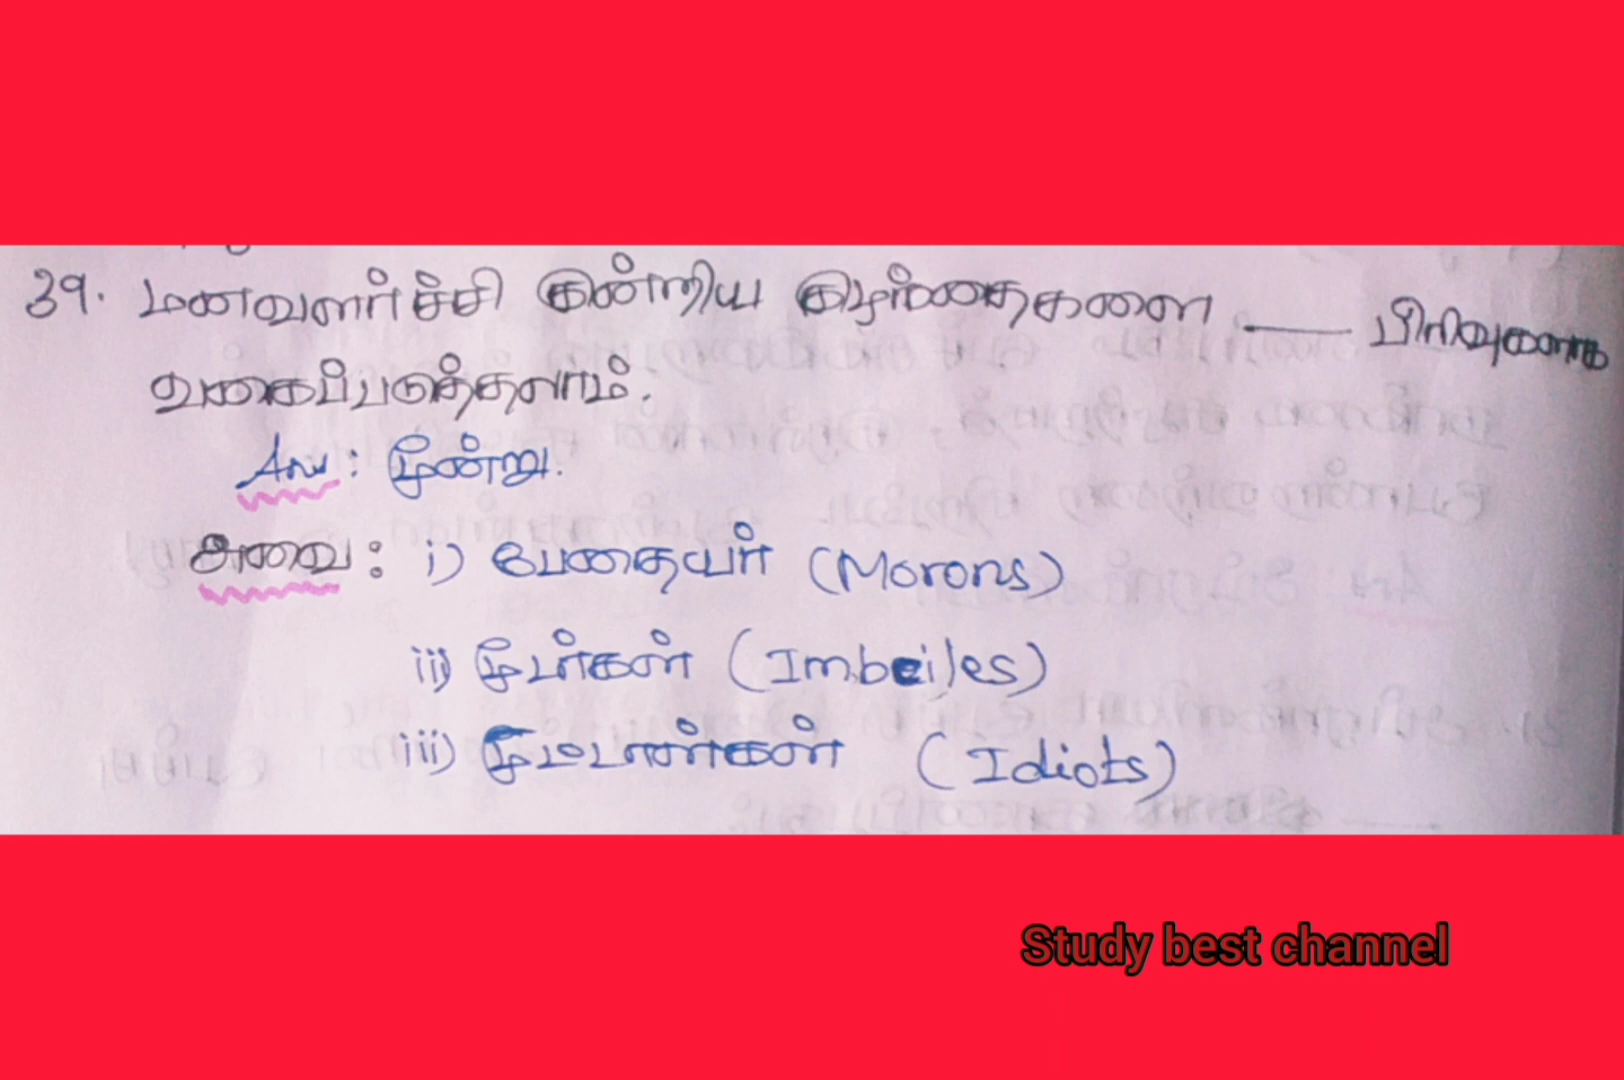 39. மனவளர்ச்சி குன்றிய குழந்தைகளை ___ பிரிவுகளாக
வகைப்படுத்தலாம்.
Ans : மூன்று.
அவை : i) பேதையர் (Morons)
ii) மூடர்கள் (Imbeciles)
iii) முட்டாள்கள் (Idiots)
Study best channel